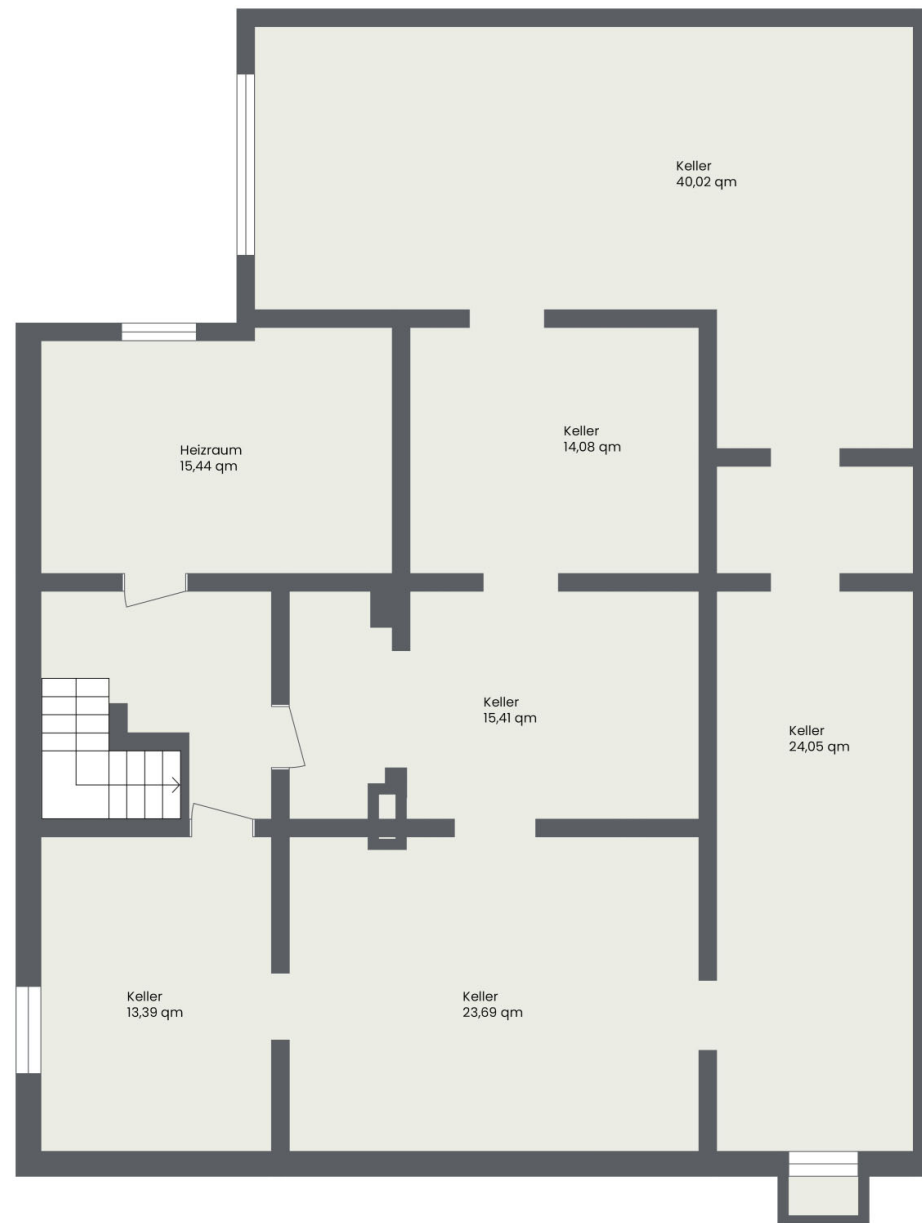 Keller
40,02 qm
Keller
14,08 qm
Heizraum
15,44 qm
Keller
15,41 qm
Keller
24,05 qm
Keller
13,39 qm
Keller
23,69 qm